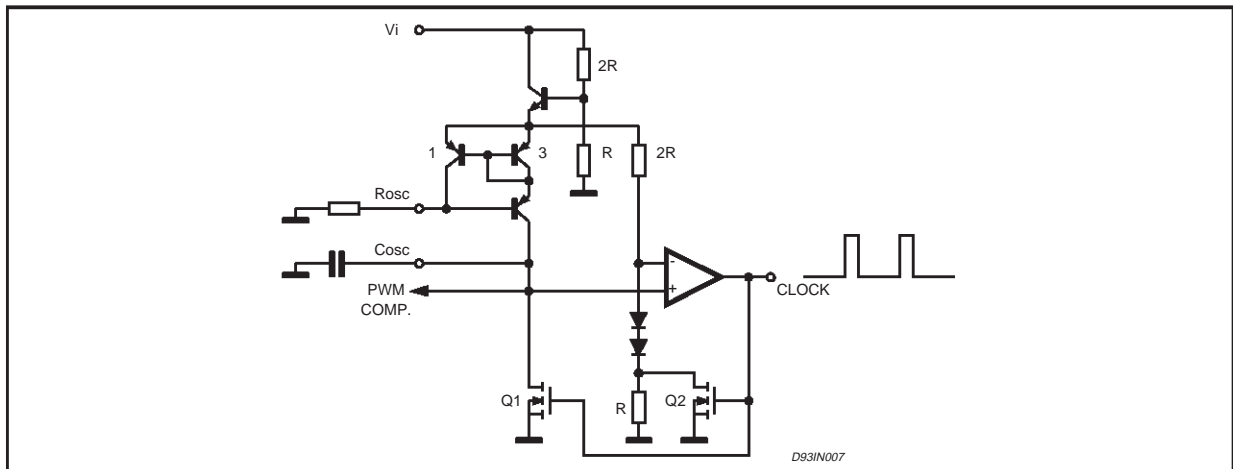 Vi
2R
1
3
R
2R
Rosc
Cosc
-
+
PWM
COMP.
CLOCK
Q1
R
Q2
D93IN007